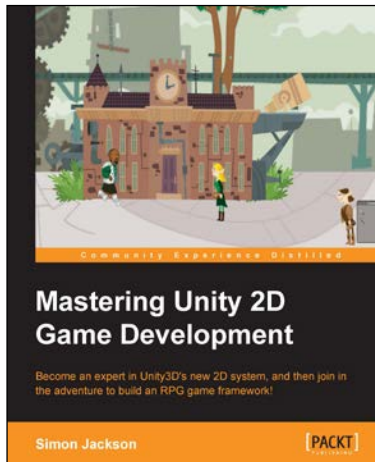 Community Experience Distilled
Mastering Unity 2D
Game Development
Become an expert in Unity3D's new 2D system, and then join in
the adventure to build an RPG game framework!
Simon Jackson
[PACKT]
PUBLISHING